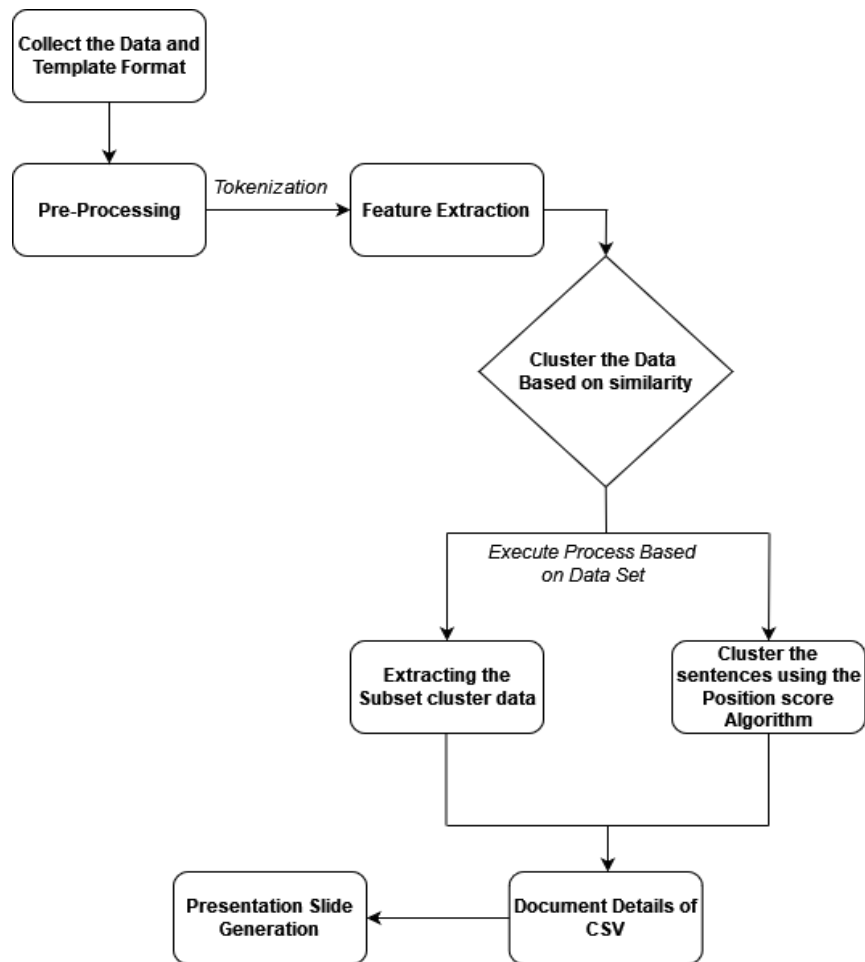 Collect the Data and
Template Format
Pre-Processing
Tokenization
Feature Extraction
Cluster the Data
Based on similarity
Execute Process Based
on Data Set
Extracting the
Subset cluster data
Cluster the
sentences using the
Position score
Algorithm
Presentation Slide
Generation
Document Details of
CSV